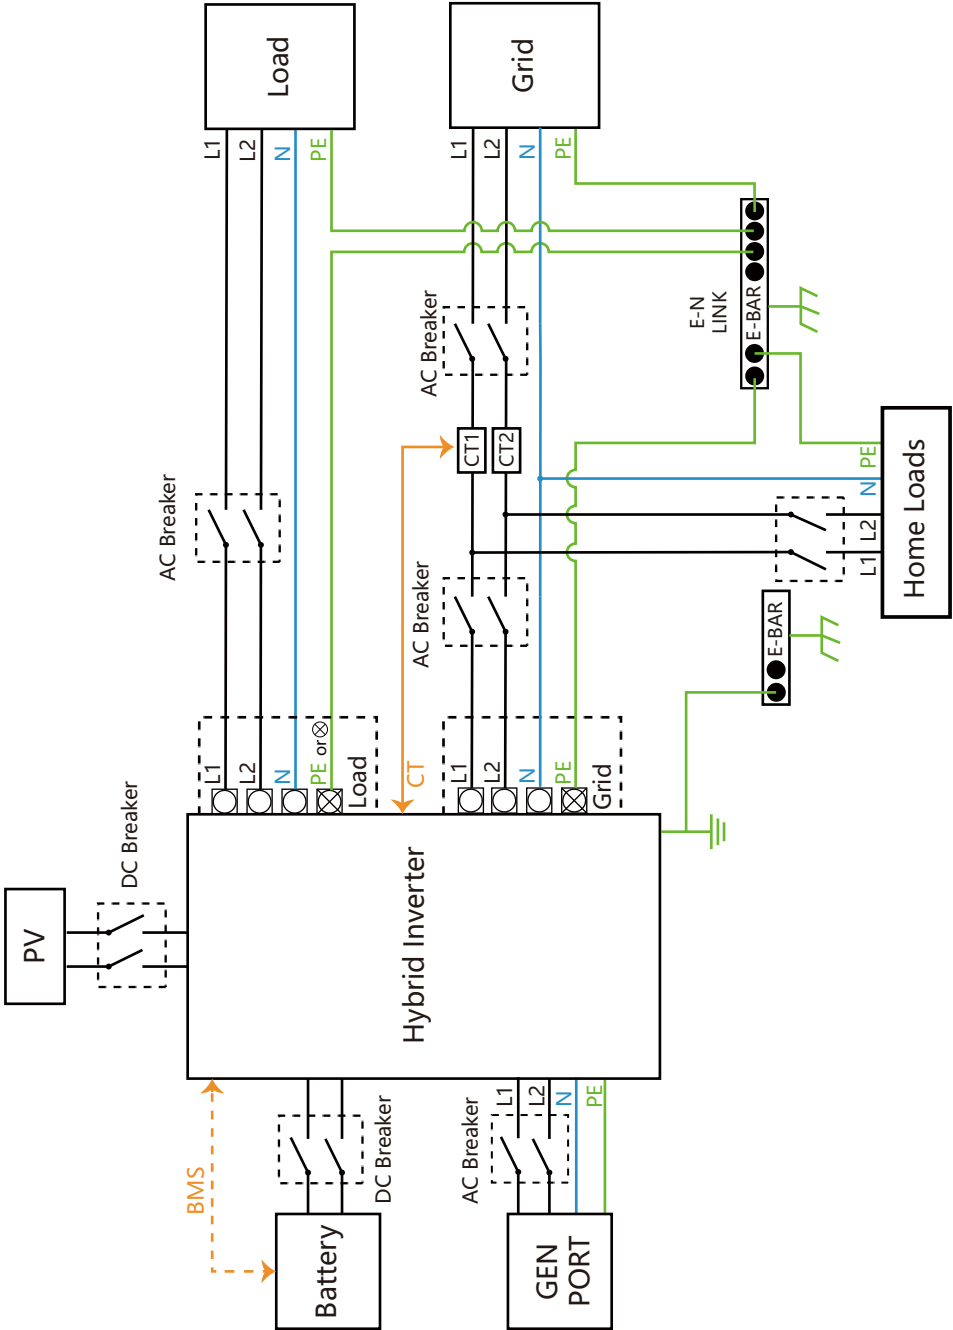 Load
Grid
L1
L2
N
PE
L1
L2
N
PE
E-N
LINK
E-BAR
AC Breaker
CT1
CT2
AC Breaker
PE
N
L2
L1
Home Loads
AC Breaker
E-BAR
L1
L2
N
PE or
Load
CT
L1
L2
N
PE
Grid
DC Breaker
PV
Hybrid Inverter
BMS
DC Breaker
Battery
AC Breaker
L1
L2
N
PE
GEN
PORT